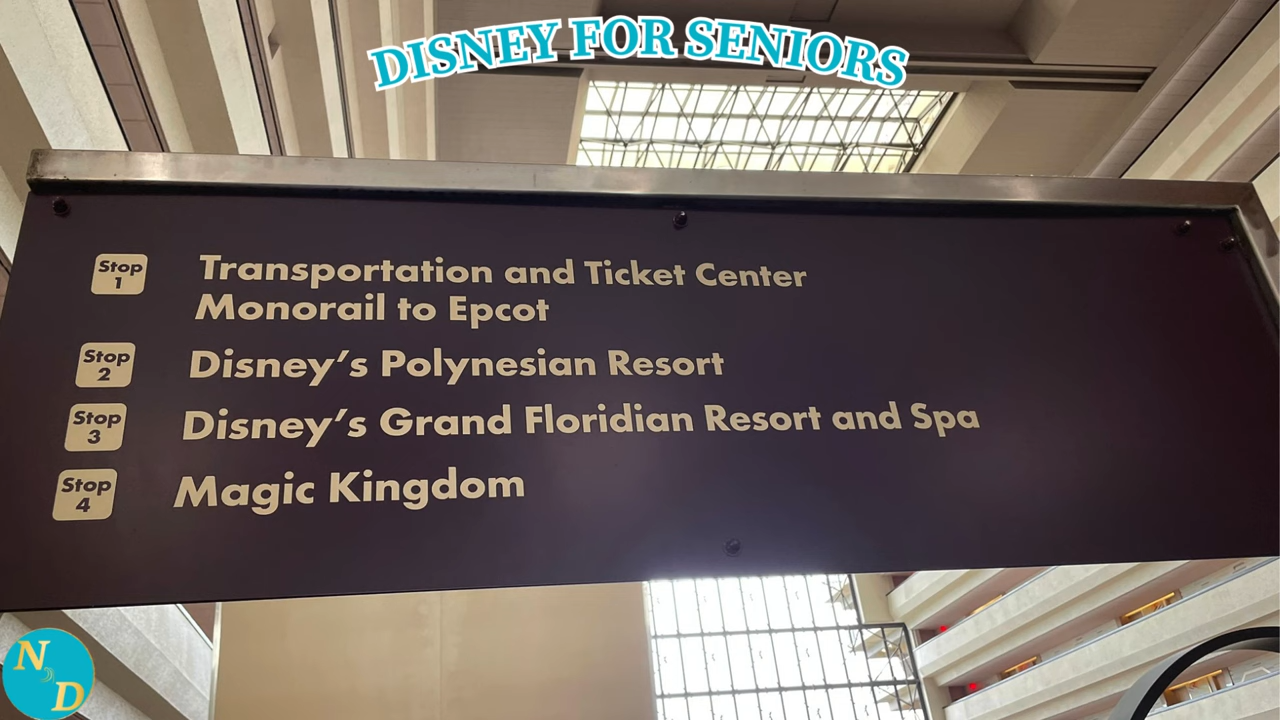 DISNEY FOR SENIORS
Stop 1
Transportation and Ticket Center
Monorail to Epcot
Stop 2
Disney's Polynesian Resort
Stop 3
Disney's Grand Floridian Resort and Spa
Stop 4
Magic Kingdom
N D